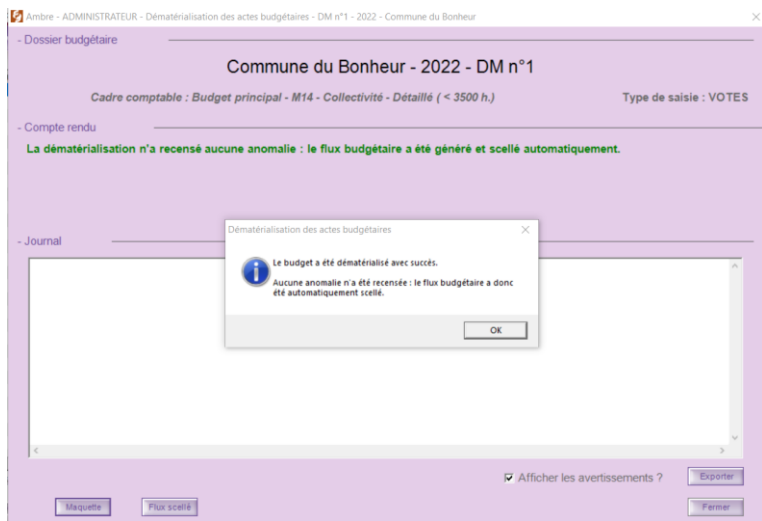 Ambre - ADMINISTRATEUR - Dématérialisation des actes budgétaires - DM n°1 - 2022 - Commune du Bonheur
- Dossier budgétaire
Commune du Bonheur - 2022 - DM n°1
Cadre comptable : Budget principal - M14 - Collectivité - Détaillé ( < 3500 h.)
Type de saisie : VOTES
- Compte rendu
La dématérialisation n'a recensé aucune anomalie : le flux budgétaire a été généré et scellé automatiquement.
- Journal
Dématérialisation des actes budgétaires
Le budget a été dématérialisé avec succès.
Aucune anomalie n'a été recensée : le flux budgétaire a donc
été automatiquement scellé.
OK
Afficher les avertissements ?
Exporter
Maquette
Flux scellé
Fermer